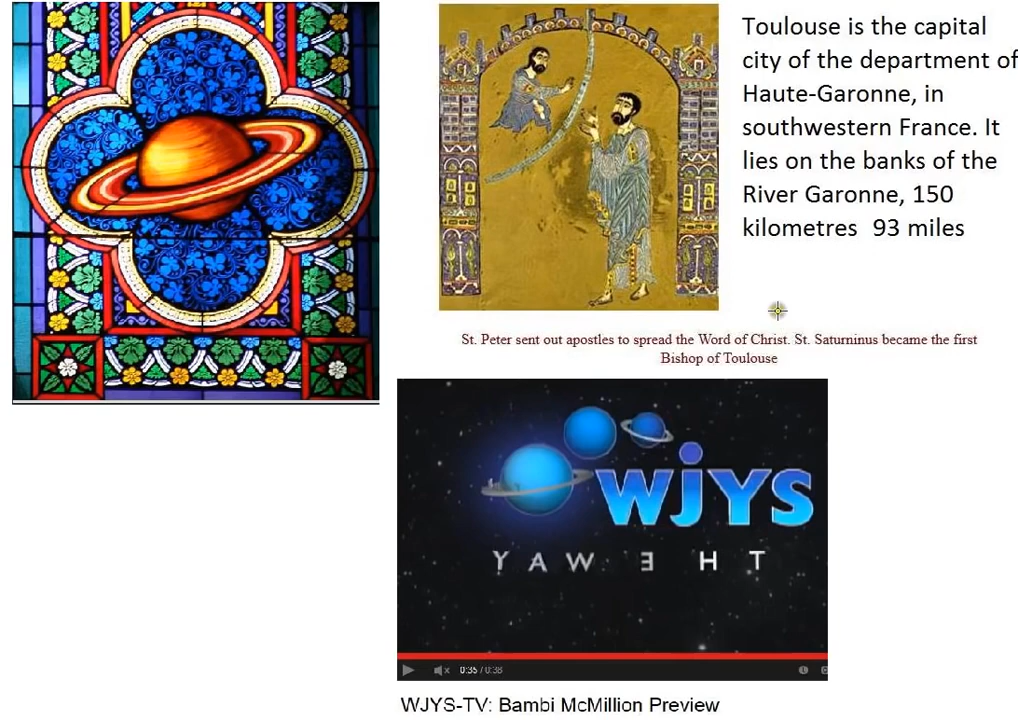 Toulouse is the capital
city of the department of
Haute-Garonne, in
southwestern France. It
lies on the banks of the
River Garonne, 150
kilometres  93 miles
St. Peter sent out apostles to spread the Word of Christ. St. Saturninus became the first
Bishop of Toulouse
WJYS
Y A W Ǝ H T
0:35 / 0:38
WJYS-TV: Bambi McMillion Preview